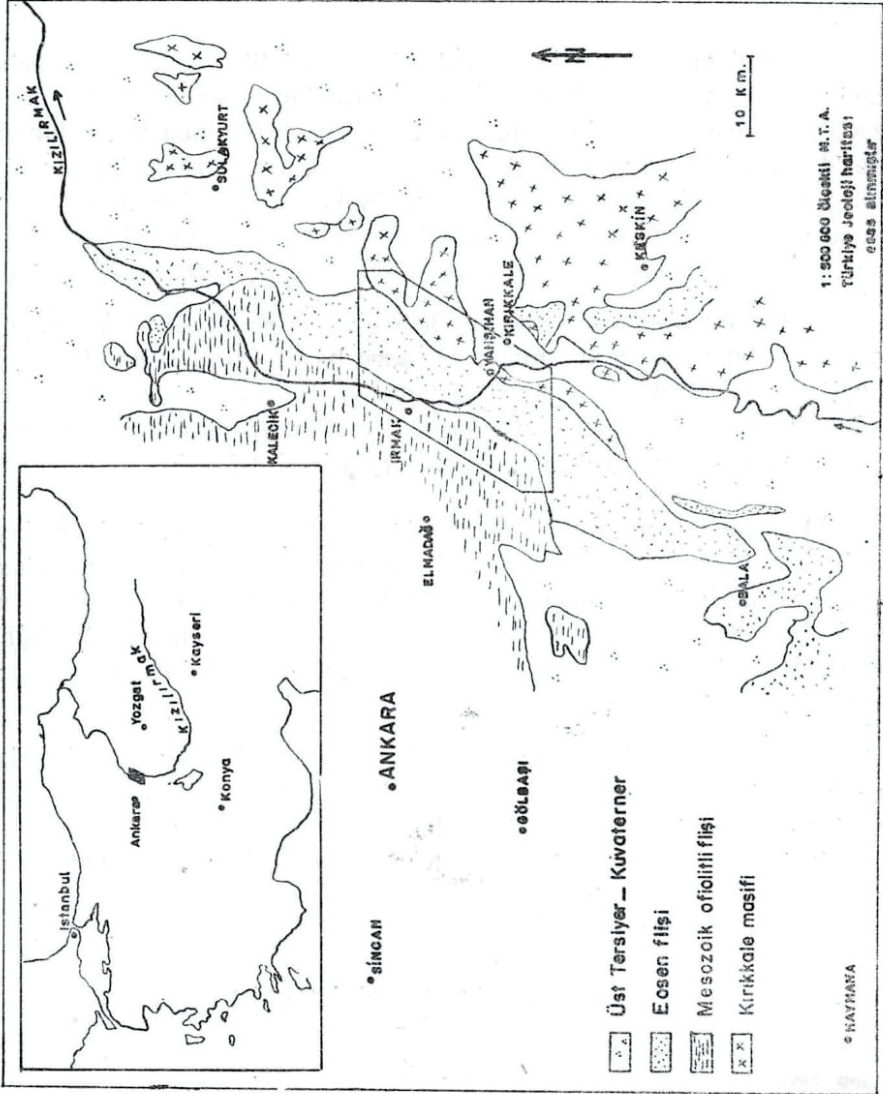 İstanbul
Ankara
Yozgat
Kızılırmak
Kayseri
Konya
KIZILIRMAK
SULAKYURT
KALECİK
IRMAK
YAHŞİHAN
KIRIKKALE
KESKİN
ELMADAĞ
BALA
ANKARA
GÖLBAŞI
SİNCAN
HAYMANA
N
10 Km.
Üst Tersiyer _ Kuvaterner
Eosen flişi
Mesozoik ofiolitli flişi
Kırıkkale masifi
1:500 000 ölçekli M.T.A.
Türkiye Jeoloji haritası
esas alınmıştır